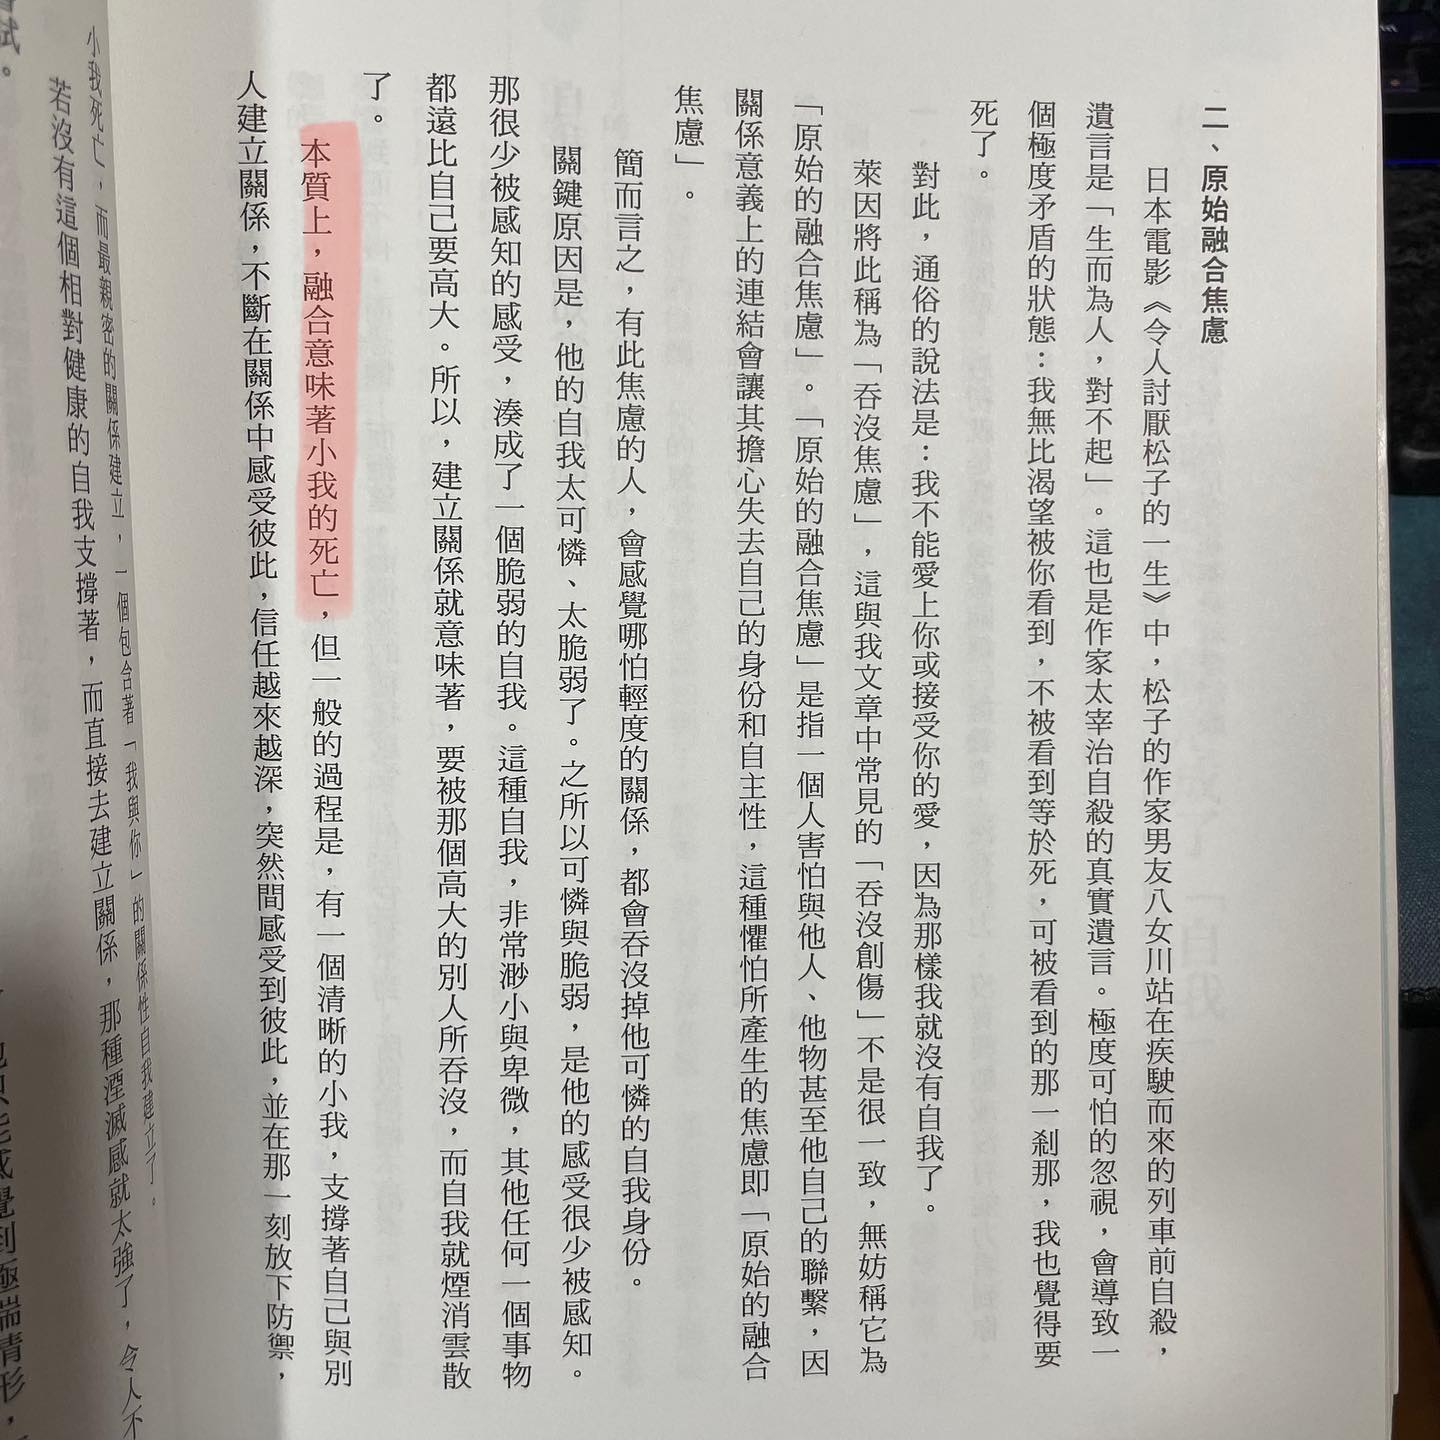 二、原始融合焦慮
日本電影《令人討厭松子的一生》中，松子的作家男友八女川站在疾駛而來的列車前自殺，
遺言是「生而為人，對不起」。這也是作家太宰治自殺的真實遺言。極度可怕的忽視，會導致一
個極度矛盾的狀態：我無比渴望被你看到，不被看到等於死，可被看到的那一剎那，我也覺得要
死了。
對此，通俗的說法是：我不能愛上你或接受你的愛，因為那樣我就沒有自我了。
萊因將此稱為「吞沒焦慮」，這與我文章中常見的「吞沒創傷」不是很一致，無妨稱它為
「原始的融合焦慮」。「原始的融合焦慮」是指一個人害怕與他人、他物甚至他自己的聯繫，因
關係意義上的連結會讓其擔心失去自己的身份和自主性，這種懼怕所產生的焦慮即「原始的融合
焦慮」。
簡而言之，有此焦慮的人，會感覺哪怕輕度的關係，都會吞沒掉他可憐的自我身份。
關鍵原因是，他的自我太可憐、太脆弱了。之所以可憐與脆弱，是他的感受很少被感知。
那很少被感知的感受，湊成了一個脆弱的自我。這種自我，非常渺小與卑微，其他任何一個事物
都遠比自己要高大。所以，建立關係就意味著，要被那個高大的別人所吞沒，而自我就煙消雲散
了。
本質上，融合意味著小我的死亡，但一般的過程是，有一個清晰的小我，支撐著自己與別
人建立關係，不斷在關係中感受彼此，信任越來越深，突然間感受到彼此，並在那一刻放下防禦，
小我死亡，而最親密的關係建立，一個包含著「我與你」的關係性自我建立了。
若沒有這個相對健康的自我支撐著，而直接去建立關係，那種湮滅感就太強了，令人不
試。
感覺到極端情形，